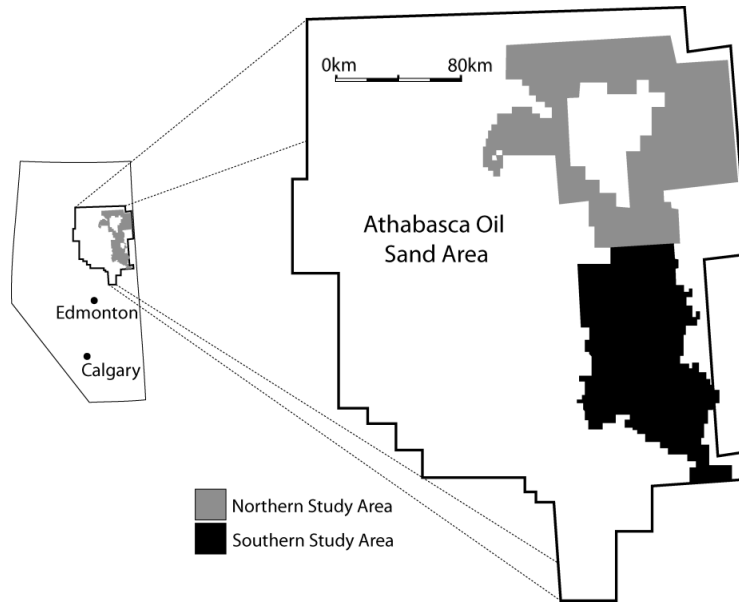 0km
80km
Athabasca Oil
Sand Area
Edmonton
Calgary
Northern Study Area
Southern Study Area